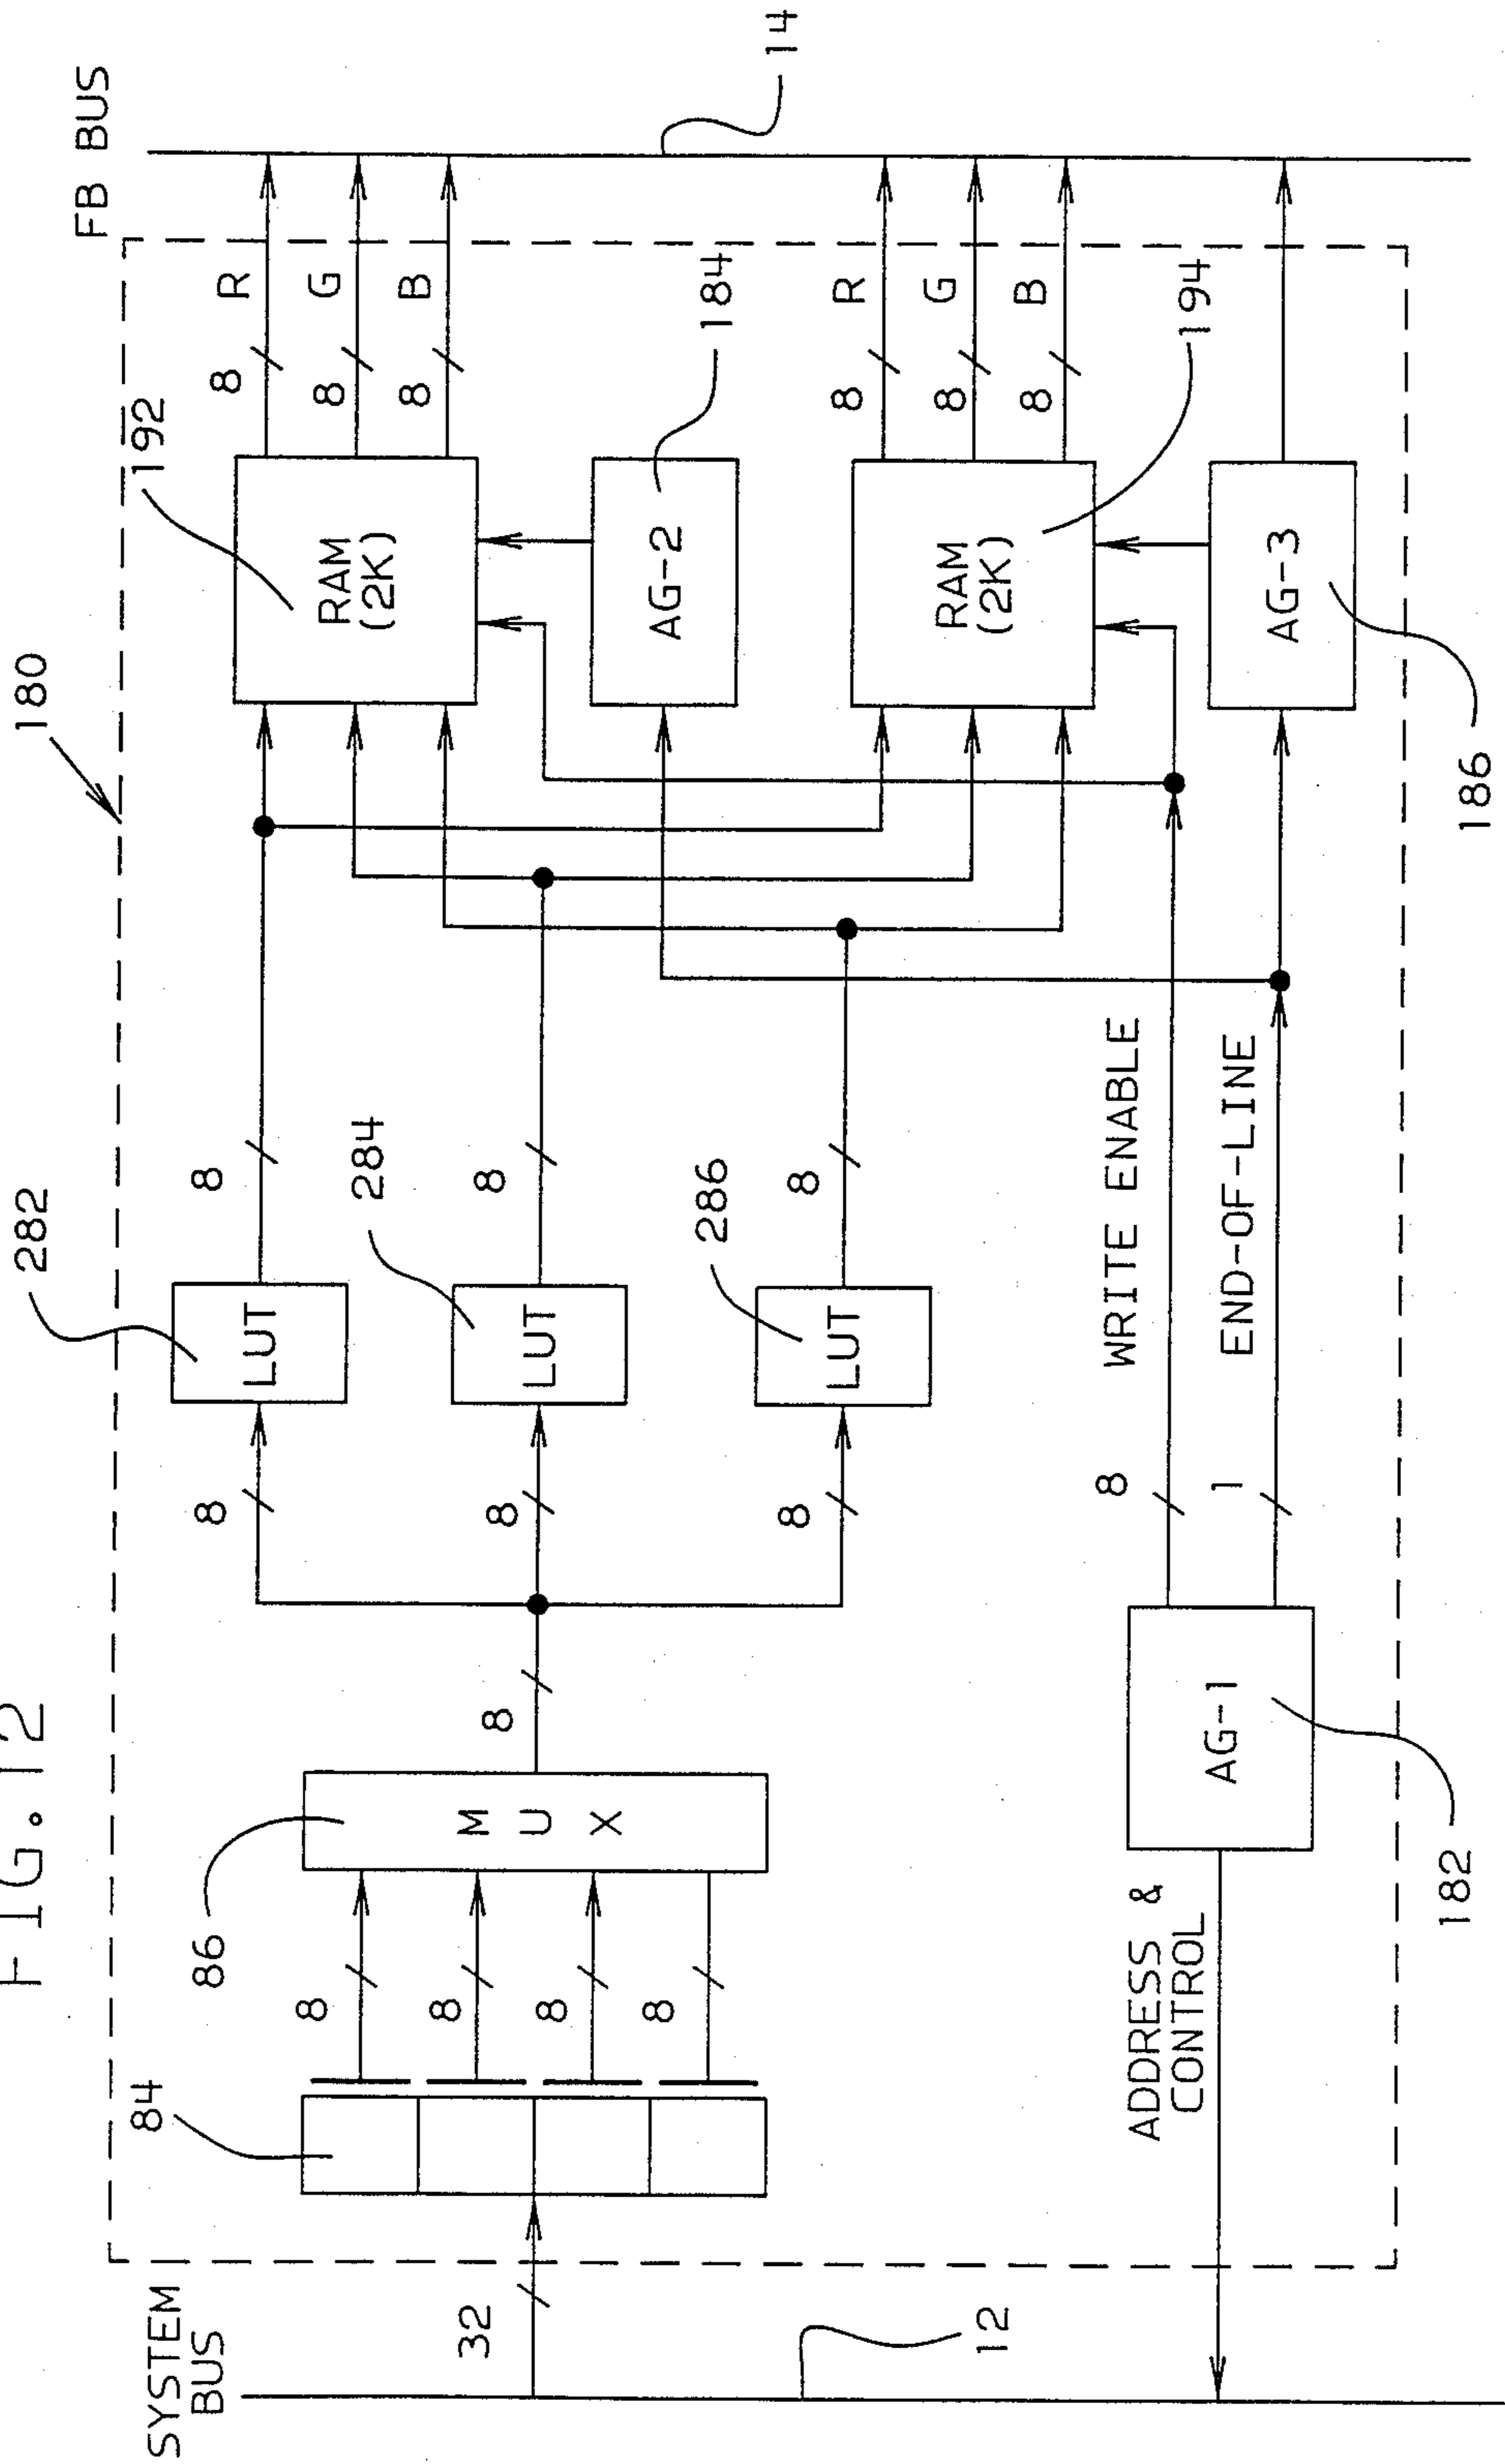 FIG. 12
SYSTEM
BUS
32
12
84
8
8
8
8
86
M
U
X
8
8
8
8
LUT
LUT
LUT
282
284
286
8
8
8
180
ADDRESS &
CONTROL
AG-1
182
8
WRITE ENABLE
1
END-OF-LINE
RAM
(2K)
192
AG-2
184
RAM
(2K)
194
AG-3
186
8
R
8
G
8
B
8
R
8
G
8
B
FB BUS
14